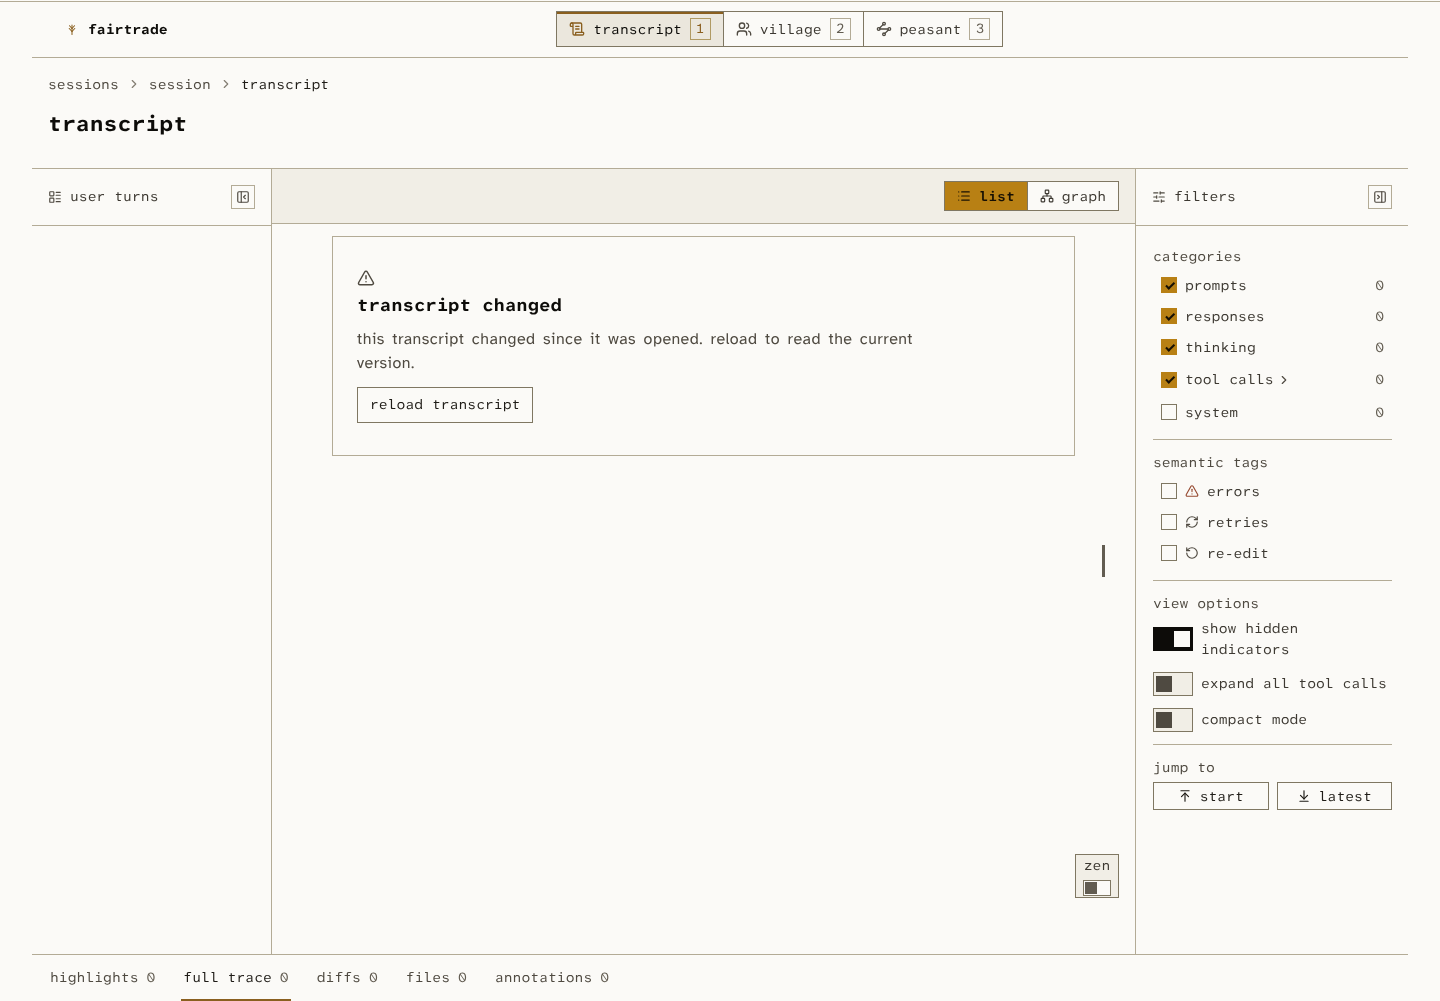 fairtrade
transcript 1
village 2
peasant 3
sessions > session > transcript
transcript
user turns
list
graph
filters
transcript changed
this transcript changed since it was opened. reload to read the current
version.
reload transcript
categories
prompts 0
responses 0
thinking 0
tool calls > 0
system 0
semantic tags
errors
retries
re-edit
view options
show hidden
indicators
expand all tool calls
compact mode
jump to
start
latest
zen
highlights 0
full trace 0
diffs 0
files 0
annotations 0